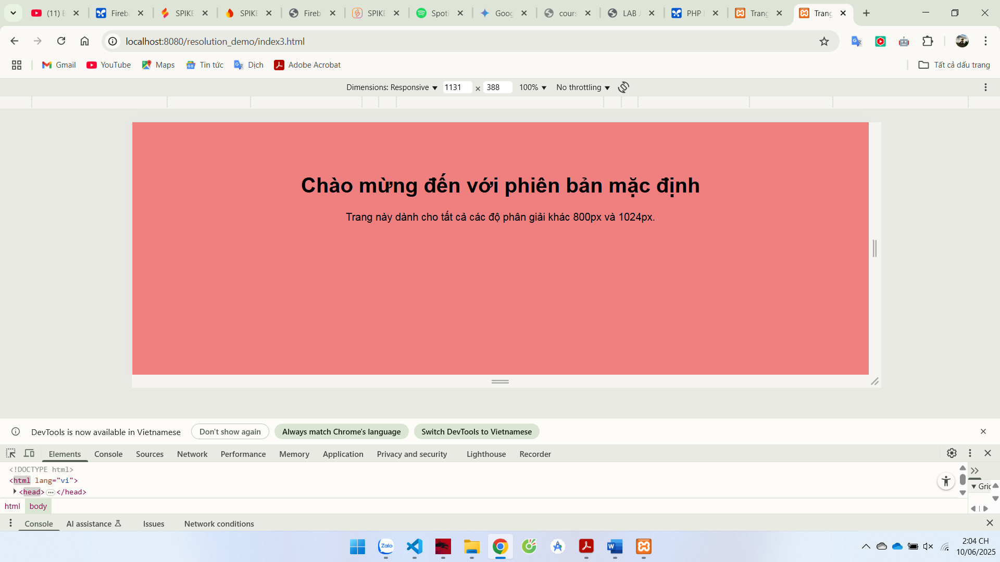 (11) E
Fireba
SPIKE
SPIKE
Fireb
SPIKE
Spoti
Goog
cours
LAB J
PHP
Trang
Trang
localhost:8080/resolution_demo/index3.html
Gmail
YouTube
Maps
Tin tức
Dịch
Adobe Acrobat
Tất cả dấu trang
Dimensions: Responsive ▼ 1131 × 388 100% ▼ No throttling ▼
Chào mừng đến với phiên bản mặc định
Trang này dành cho tất cả các độ phân giải khác 800px và 1024px.
DevTools is now available in Vietnamese
Don't show again
Always match Chrome's language
Switch DevTools to Vietnamese
Elements
Console
Sources
Network
Performance
Memory
Application
Privacy and security
Lighthouse
Recorder
<!DOCTYPE html>
<html lang="vi">
<head>…</head>
Grid
html
body
Console
AI assistance
Issues
Network conditions
Zalo
2:04 CH
10/06/2025